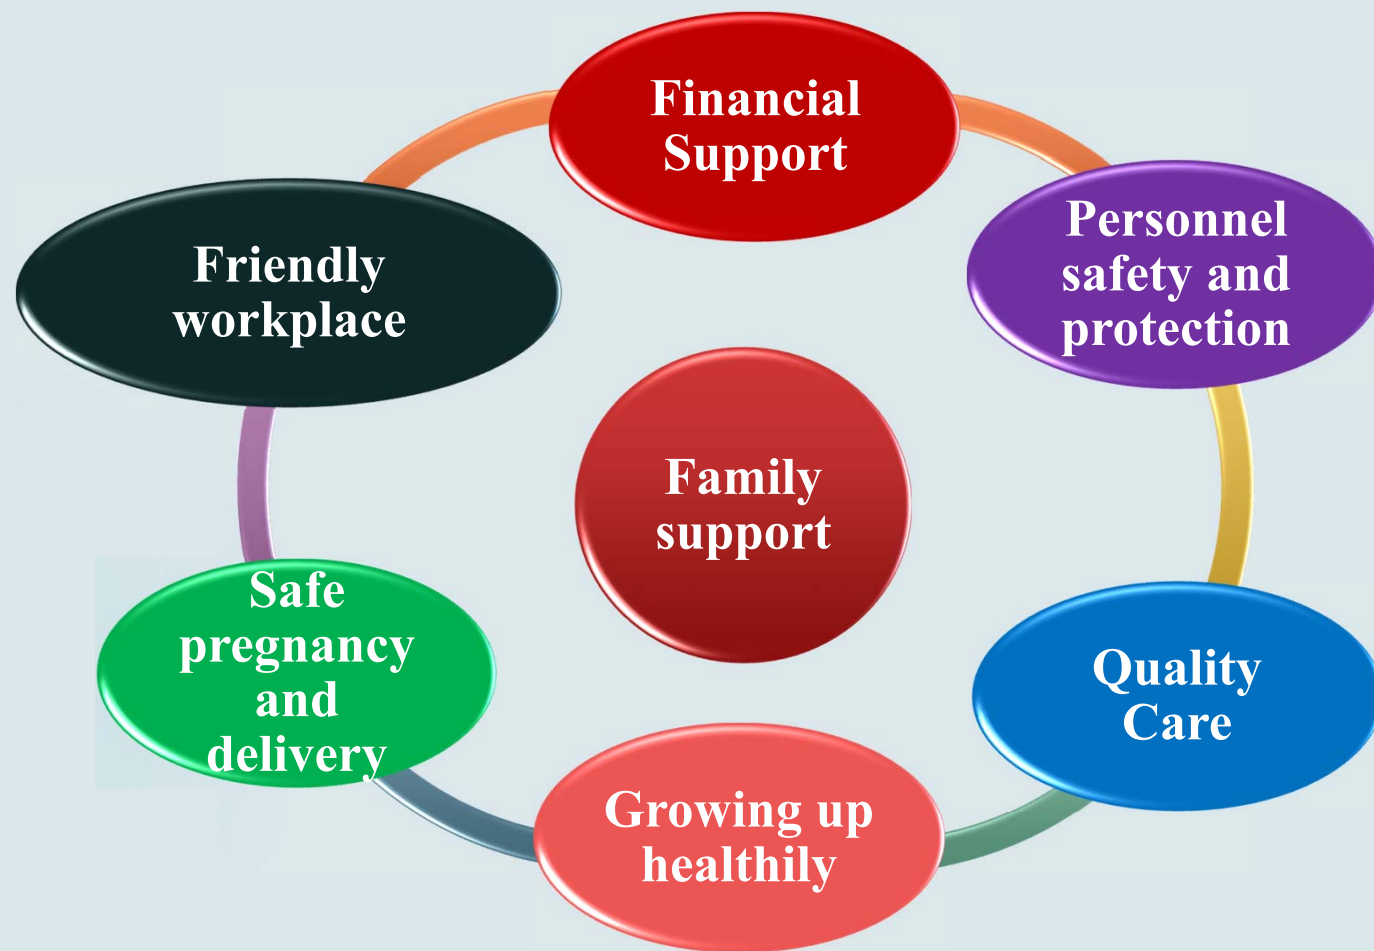 Financial
Support
Personnel
safety and
protection
Friendly
workplace
Family
support
Safe
pregnancy
and
delivery
Quality
Care
Growing up
healthily